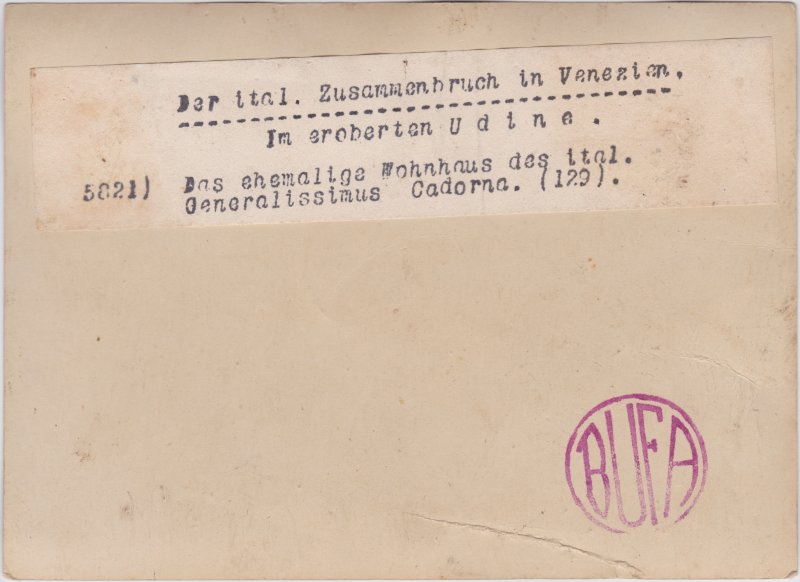 Der ital. Zusammenbruch in Venezien.
Im eroberten U d i n e .
5821) Das ehemalige Wohnhaus des ital.
Generalissimus Cadorna. (129).
BUFA